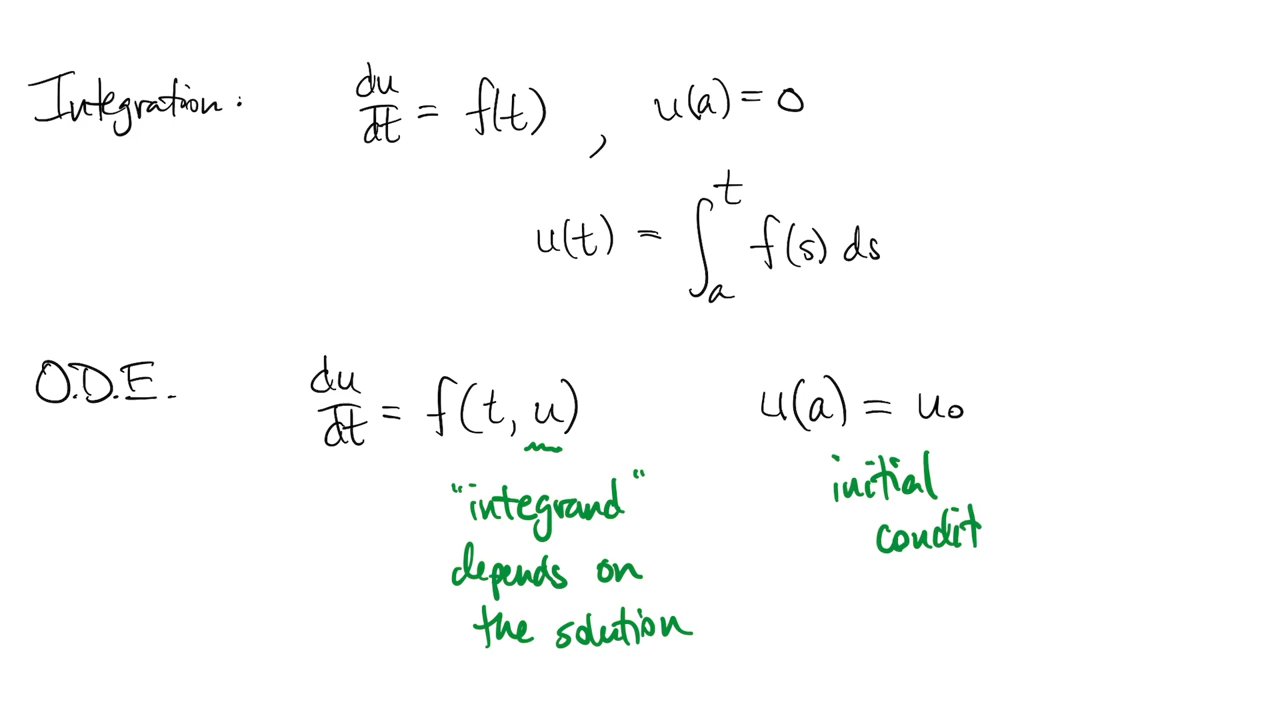 Integration: du/dt = f(t) , u(a) = 0
u(t) = ∫_a^t f(s) ds
O.D.E. du/dt = f(t, u) u(a) = u₀
"integrand" initial
depends on condit
the solution